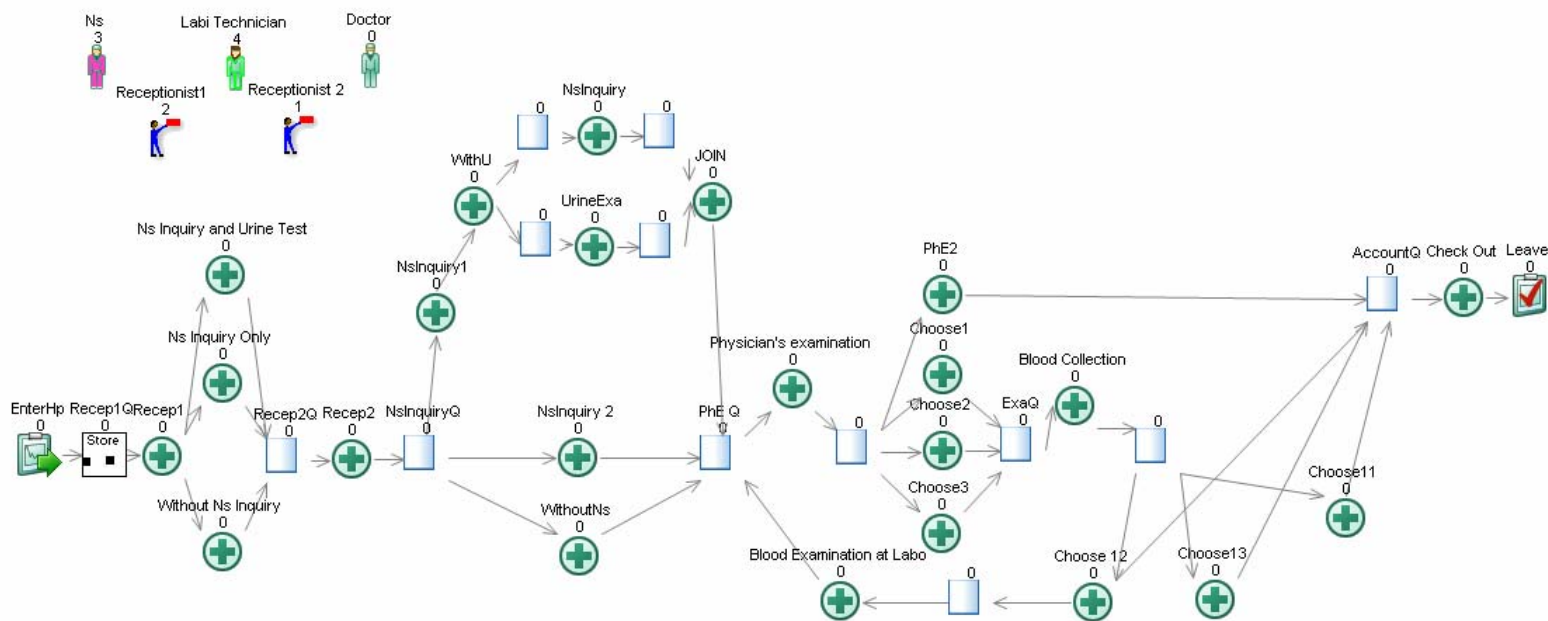 Ns
3
Labi Technician
4
Doctor
0
Receptionist1
2
Receptionist 2
1
0
NsInquiry
0
0
WithU
0
JOIN
0
0
UrineExa
0
0
Ns Inquiry and Urine Test
0
NsInquiry1
0
PhE2
0
AccountQ
0
Check Out
0
Leave
0
Ns Inquiry Only
0
Choose1
0
Physician's examination
0
Blood Collection
0
EnterHp
0
Recep1Q
0
Store
Recep1
0
Recep2Q
0
Recep2
0
NsInquiryQ
0
NsInquiry 2
0
PhE Q
0
0
Choose2
0
ExaQ
0
0
Without Ns Inquiry
0
WithoutNs
0
Choose3
0
Choose11
0
Blood Examination at Labo
0
0
Choose 12
0
Choose13
0